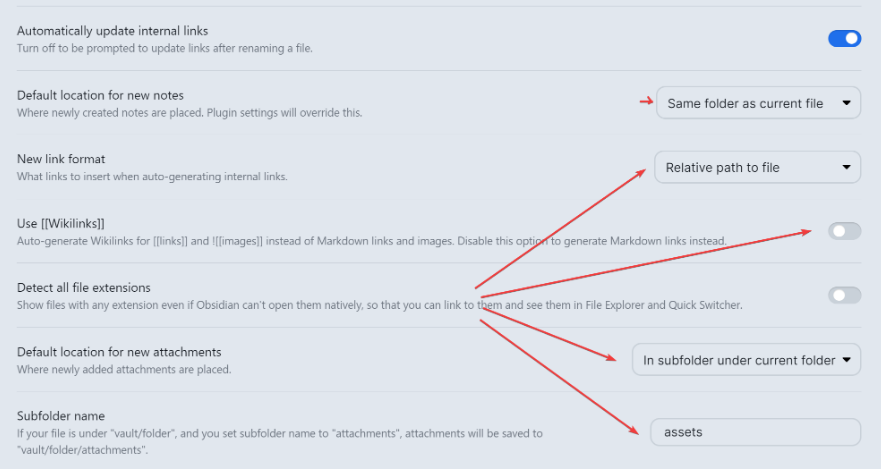 Automatically update internal links
Turn off to be prompted to update links after renaming a file.
Default location for new notes
Where newly created notes are placed. Plugin settings will override this.
Same folder as current file
New link format
What links to insert when auto-generating internal links.
Relative path to file
Use [[Wikilinks]]
Auto-generate Wikilinks for [[links]] and ![[images]] instead of Markdown links and images. Disable this option to generate Markdown links instead.
Detect all file extensions
Show files with any extension even if Obsidian can't open them natively, so that you can link to them and see them in File Explorer and Quick Switcher.
Default location for new attachments
Where newly added attachments are placed.
In subfolder under current folder
Subfolder name
If your file is under "vault/folder", and you set subfolder name to "attachments", attachments will be saved to
"vault/folder/attachments".
assets